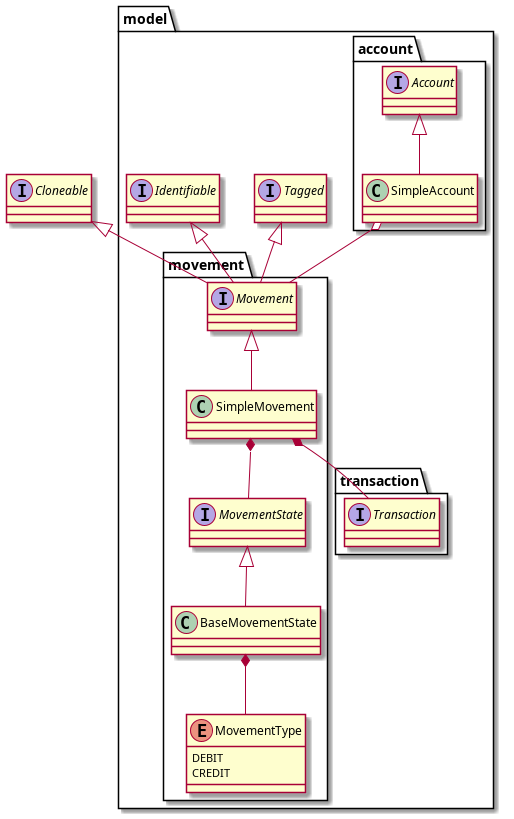 model
account
I Account
I Cloneable
I Identifiable
I Tagged
C SimpleAccount
movement
I Movement
C SimpleMovement
transaction
I MovementState
I Transaction
C BaseMovementState
E MovementType
DEBIT
CREDIT